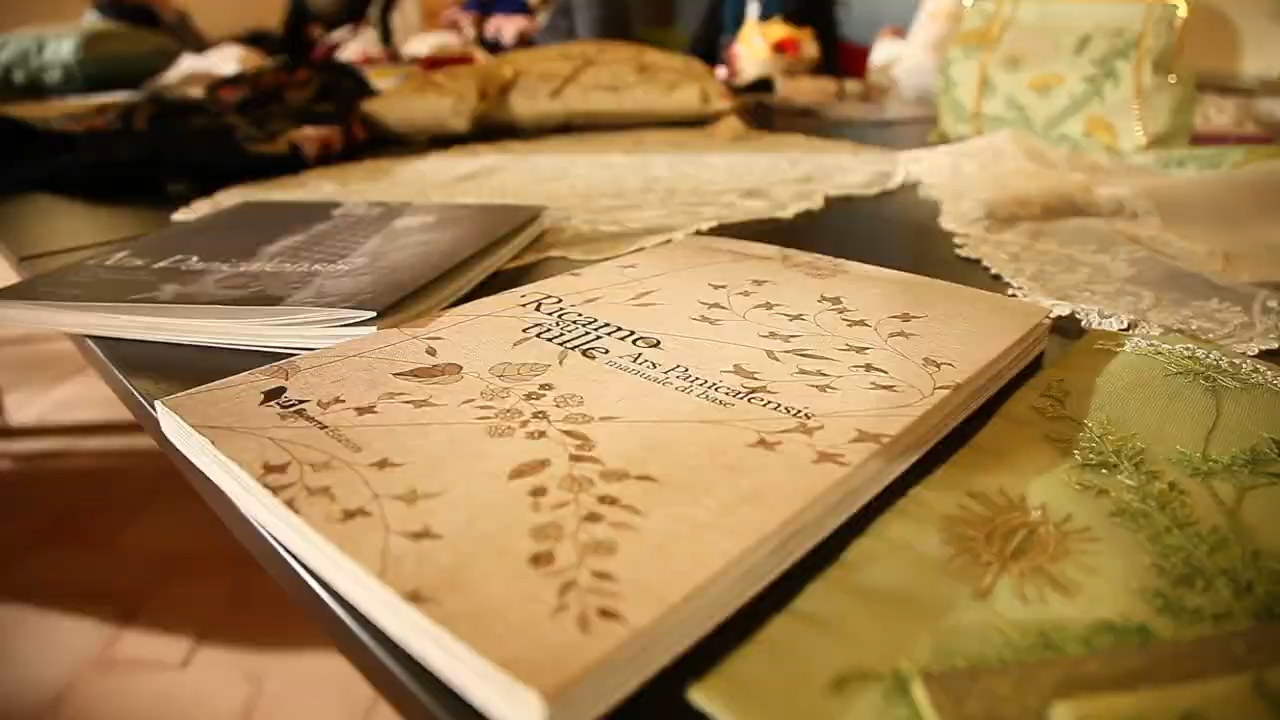 Ars Panicalensis
Ricamo
su
tulle
Ars Panicalensis
manuale di base